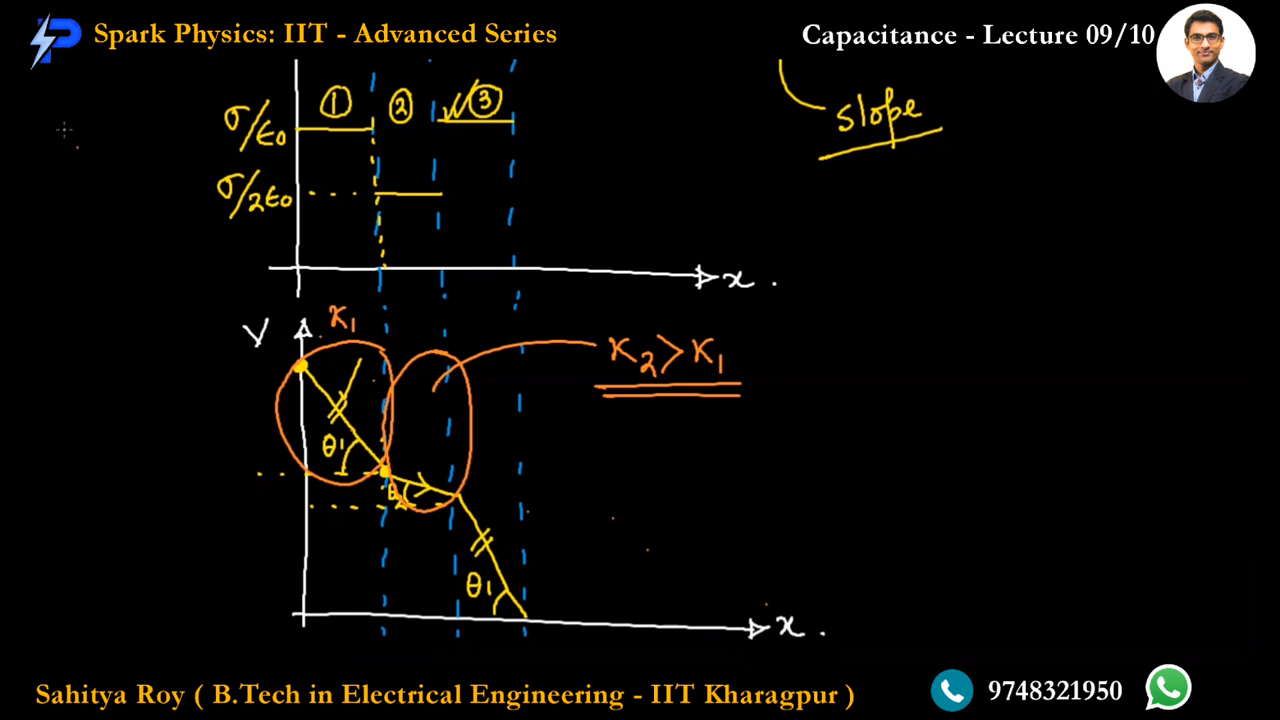 Spark Physics: IIT - Advanced Series
Capacitance - Lecture 09/10
σ/ϵ0
① ② ③
slope
σ/2ϵ0
x .
V
K1
K2 > K1
θ1
θ1
x .
Sahitya Roy ( B.Tech in Electrical Engineering - IIT Kharagpur )
9748321950